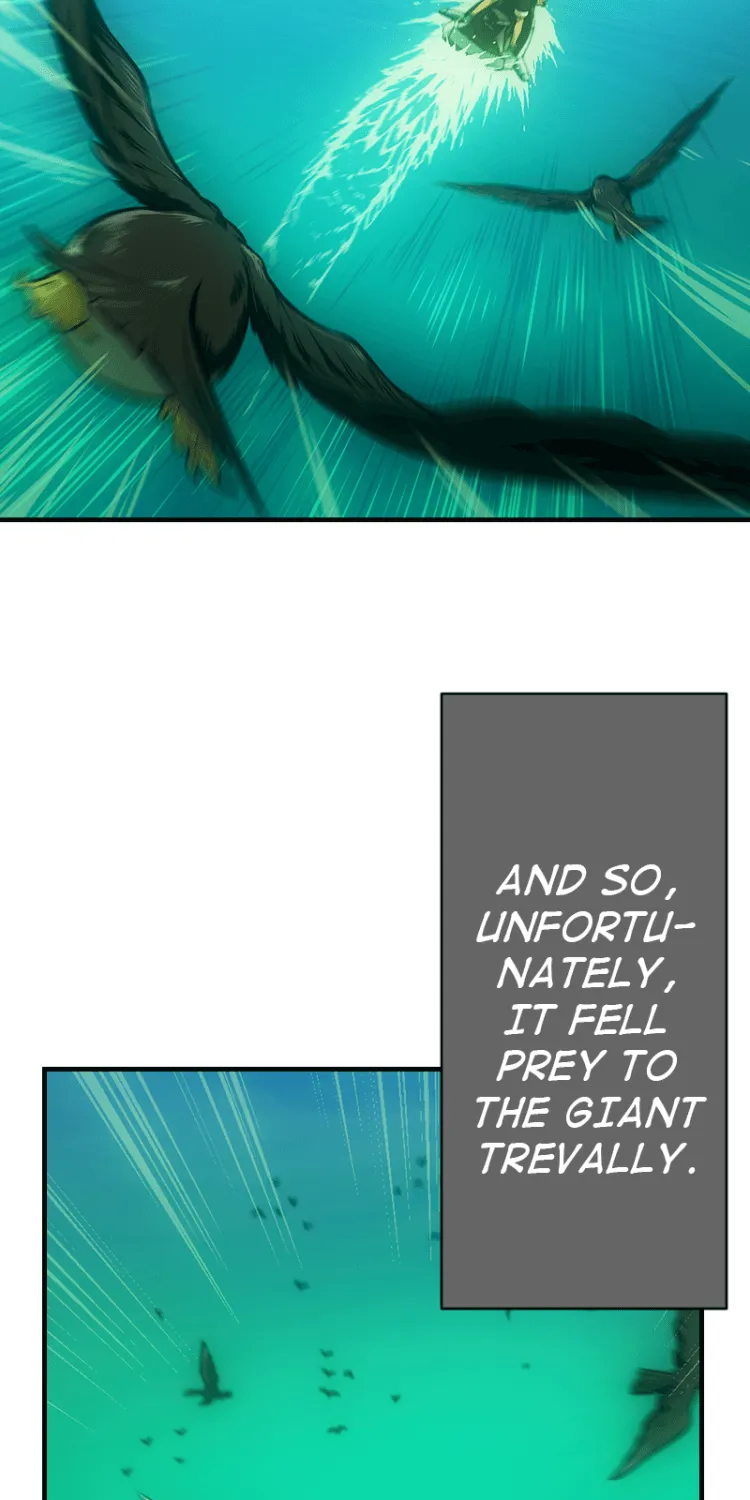 AND SO,
UNFORTU-
NATELY,
IT FELL
PREY TO
THE GIANT
TREVALLY.